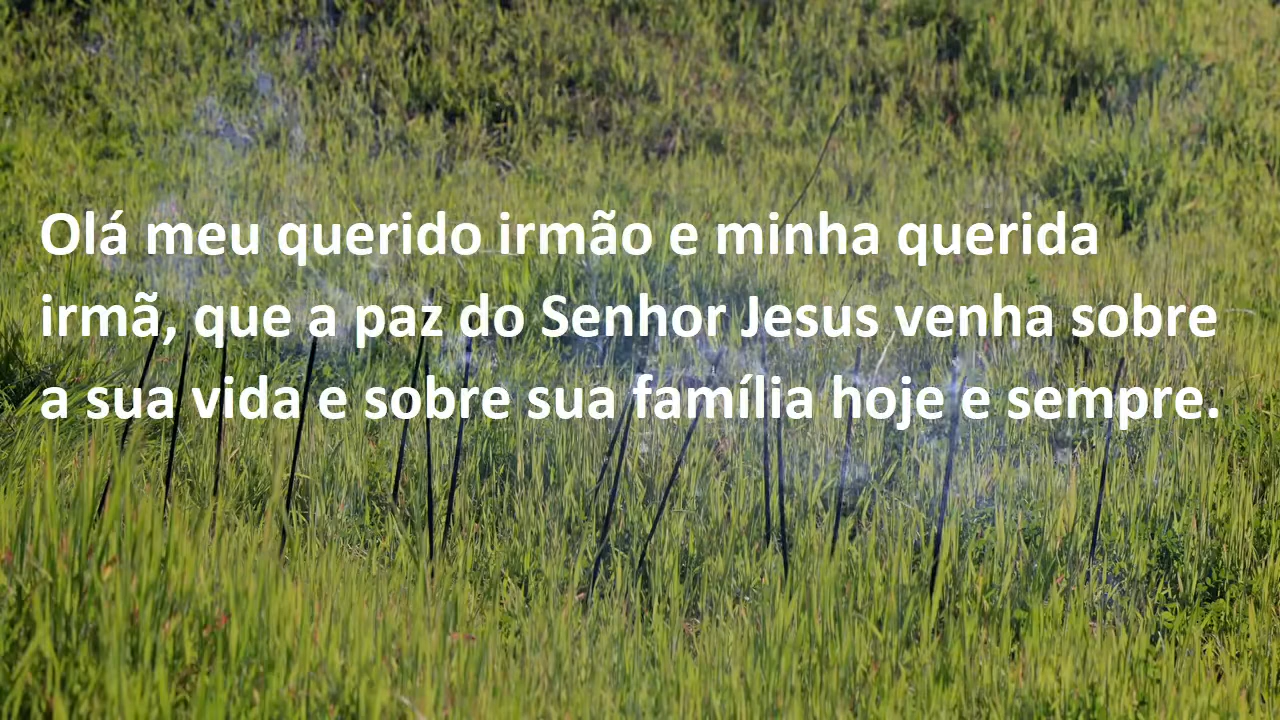 Olá meu querido irmão e minha querida
irmã, que a paz do Senhor Jesus venha sobre
a sua vida e sobre sua família hoje e sempre.